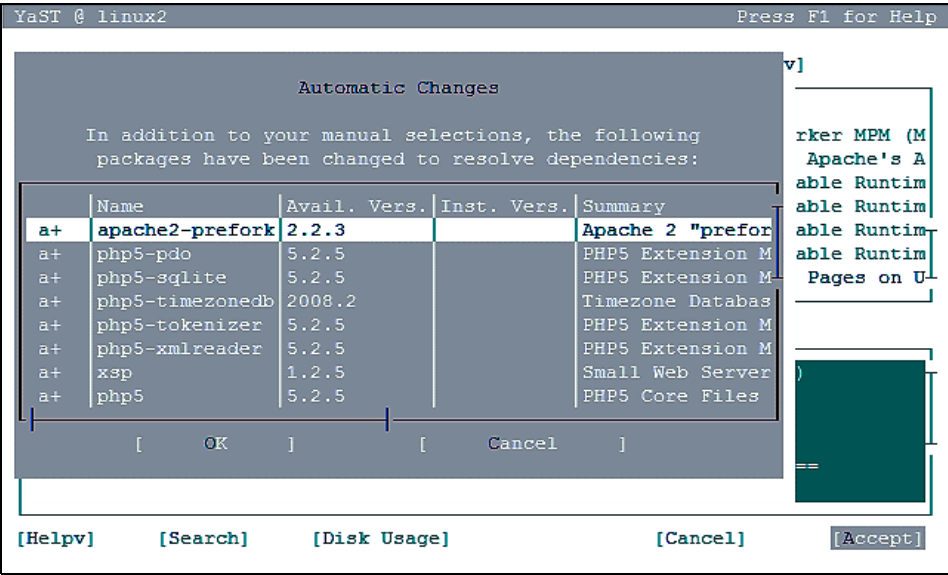 YaST @ linux2 Press F1 for Help
v]
Automatic Changes
In addition to your manual selections, the following
packages have been changed to resolve dependencies:
rker MPM (M
Apache's A
able Runtim
able Runtim
able Runtim
able Runtim
Pages on U
Name Avail. Vers. Inst. Vers. Summary
a+ apache2-prefork 2.2.3 Apache 2 "prefor
a+ php5-pdo 5.2.5 PHP5 Extension M
a+ php5-sqlite 5.2.5 PHP5 Extension M
a+ php5-timezonedb 2008.2 Timezone Databas
a+ php5-tokenizer 5.2.5 PHP5 Extension M
a+ php5-xmlreader 5.2.5 PHP5 Extension M
a+ xsp 1.2.5 Small Web Server
a+ php5 5.2.5 PHP5 Core Files
)
[ OK ] [ Cancel ]
==
[Helpv] [Search] [Disk Usage] [Cancel] [Accept]